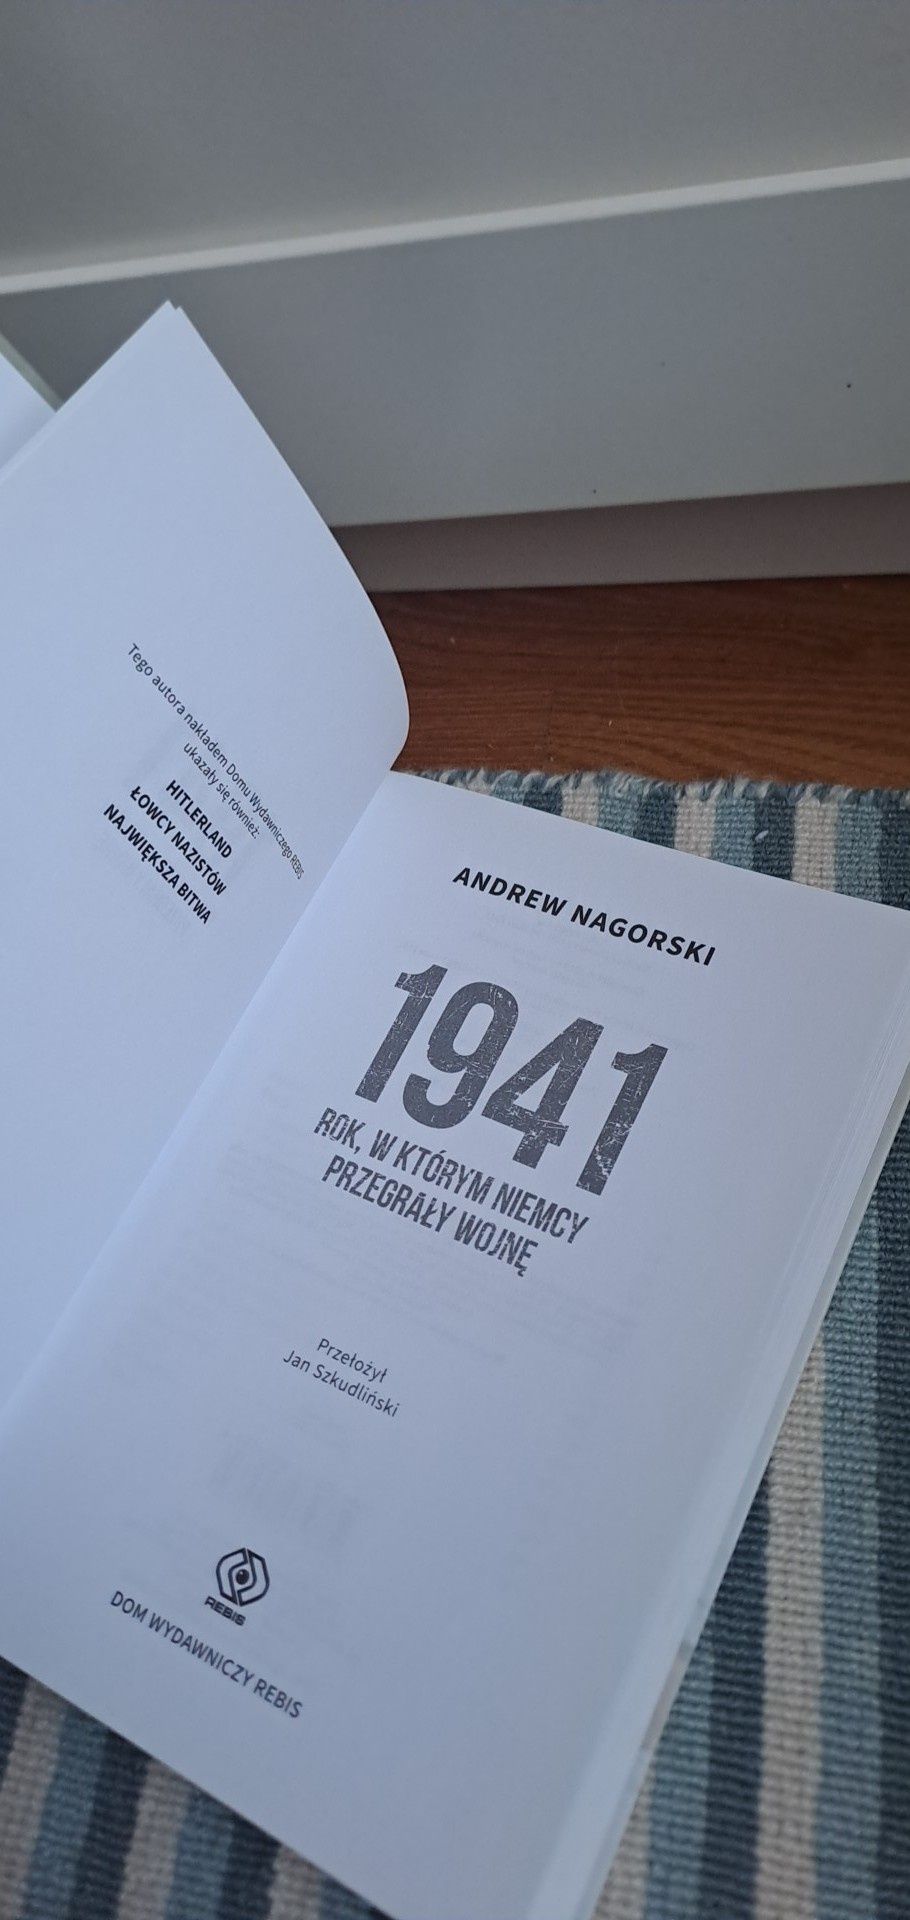 Tego autora nakładem Domu Wydawniczego REBIS
ukazały się również:
HITLERLAND
ŁOWCY NAZISTÓW
NAJWIĘKSZA BITWA
ANDREW NAGORSKI
1941
ROK, W KTÓRYM NIEMCY
PRZEGRAŁY WOJNĘ
Przełożył
Jan Szkudliński
REBIS
DOM WYDAWNICZY REBIS